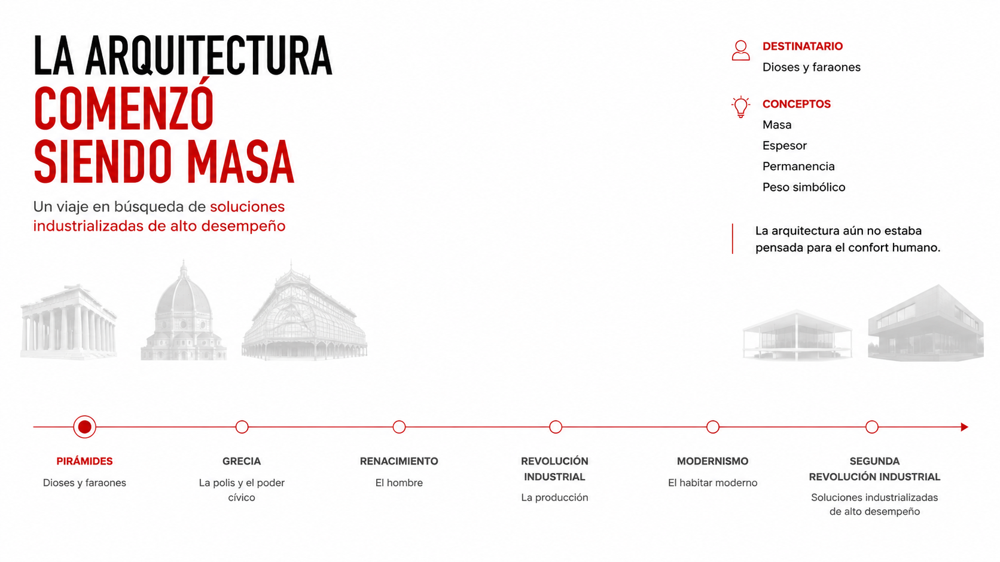 LA ARQUITECTURA
COMENZÓ
SIENDO MASA
Un viaje en búsqueda de soluciones
industrializadas de alto desempeño
DESTINATARIO
Dioses y faraones
CONCEPTOS
Masa
Espesor
Permanencia
Peso simbólico
La arquitectura aún no estaba
pensada para el confort humano.
PIRÁMIDES
Dioses y faraones
GRECIA
La polis y el poder
cívico
RENACIMIENTO
El hombre
REVOLUCIÓN
INDUSTRIAL
La producción
MODERNISMO
El habitar moderno
SEGUNDA
REVOLUCIÓN INDUSTRIAL
Soluciones industrializadas
de alto desempeño